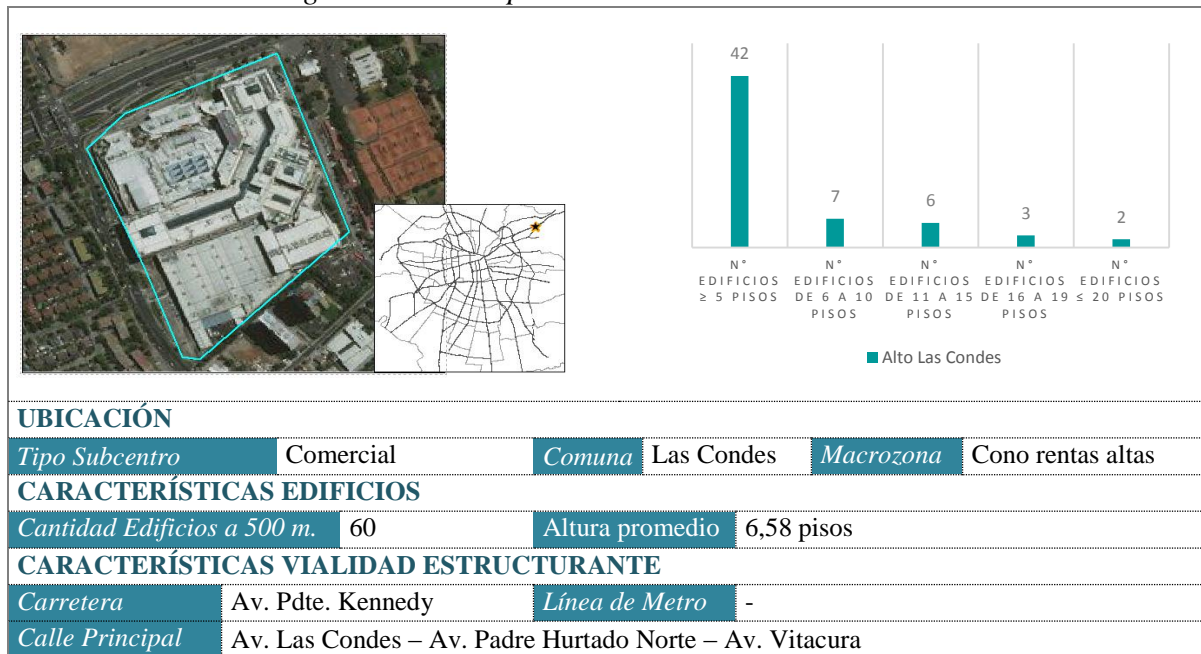 42
7
6
3
2
N° EDIFICIOS ≥ 5 PISOS
N° EDIFICIOS DE 6 A 10 PISOS
N° EDIFICIOS DE 11 A 15 PISOS
N° EDIFICIOS DE 16 A 19 PISOS
N° EDIFICIOS ≤ 20 PISOS
Alto Las Condes
UBICACIÓN
Tipo Subcentro Comercial Comuna Las Condes Macrozona Cono rentas altas
CARACTERÍSTICAS EDIFICIOS
Cantidad Edificios a 500 m. 60 Altura promedio 6,58 pisos
CARACTERÍSTICAS VIALIDAD ESTRUCTURANTE
Carretera Av. Pdte. Kennedy Línea de Metro -
Calle Principal Av. Las Condes – Av. Padre Hurtado Norte – Av. Vitacura